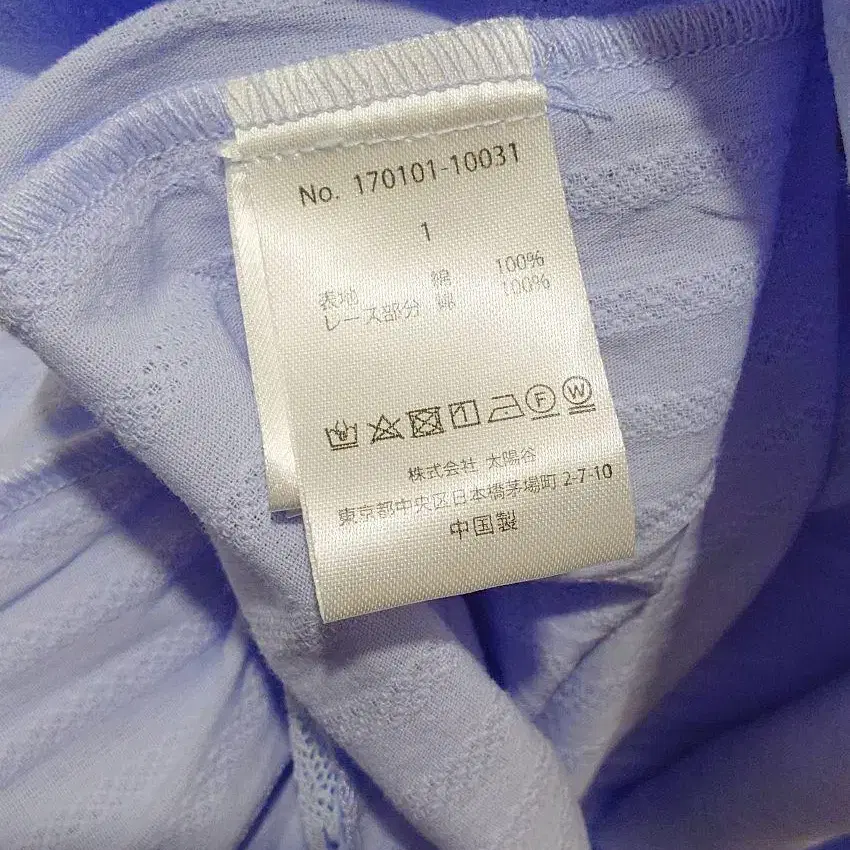 No. 170101-10031
1
表地 綿 100%
レース部分 綿 100%
F W
株式会社 太陽谷
東京都中央区日本橋茅場町 2-7-10
中国製